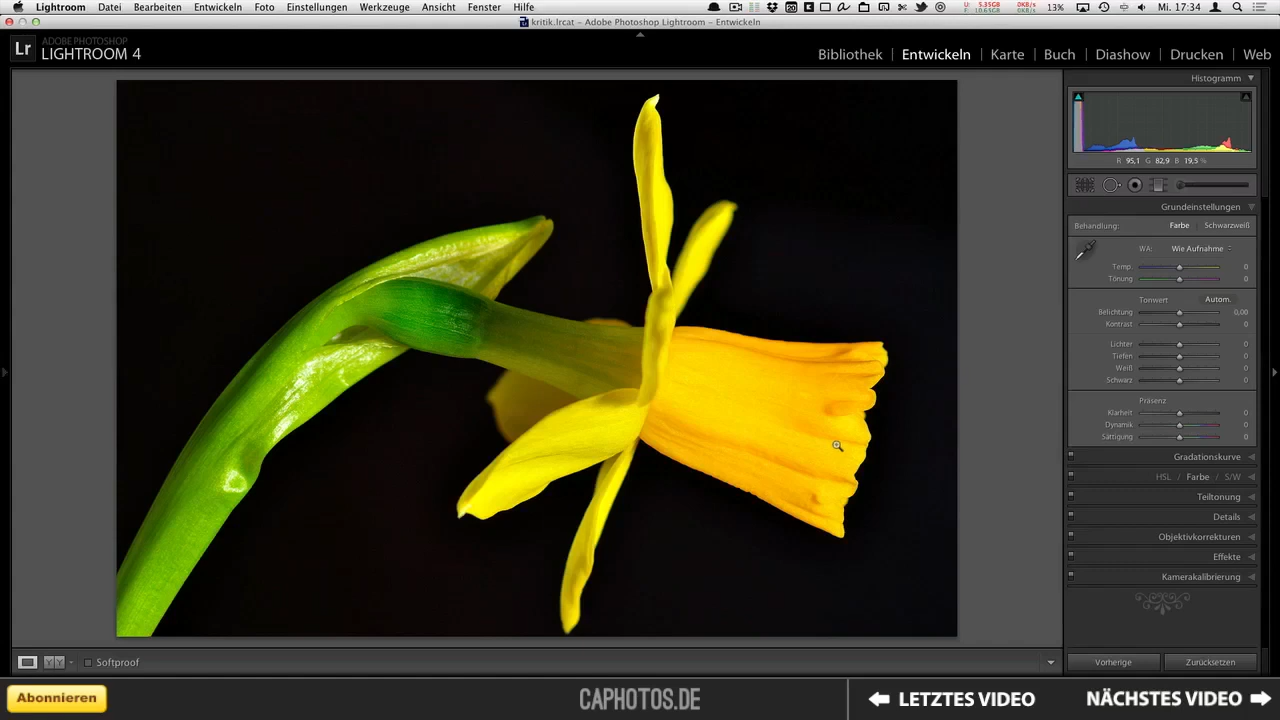 Lightroom Datei Bearbeiten Entwickeln Foto Einstellungen Werkzeuge Ansicht Fenster Hilfe 13% Mi. 17:34
kritik.lrcat – Adobe Photoshop Lightroom – Entwickeln
Lr ADOBE PHOTOSHOP
LIGHTROOM 4
Bibliothek | Entwickeln | Karte | Buch | Diashow | Drucken | Web
Histogramm
R 95,1 G 82,9 B 19,5 %
Grundeinstellungen
Behandlung: Farbe Schwarzweiß
WA: Wie Aufnahme
Temp. 0
Tönung 0
Tonwert Autom.
Belichtung 0,00
Kontrast 0
Lichter 0
Tiefen 0
Weiß 0
Schwarz 0
Präsenz
Klarheit 0
Dynamik 0
Sättigung 0
Gradationskurve
HSL / Farbe / S/W
Teiltonung
Details
Objektivkorrekturen
Effekte
Kamerakalibrierung
YY Softproof
Vorherige Zurücksetzen
Abonnieren
CAPHOTOS.DE
LETZTES VIDEO
NÄCHSTES VIDEO